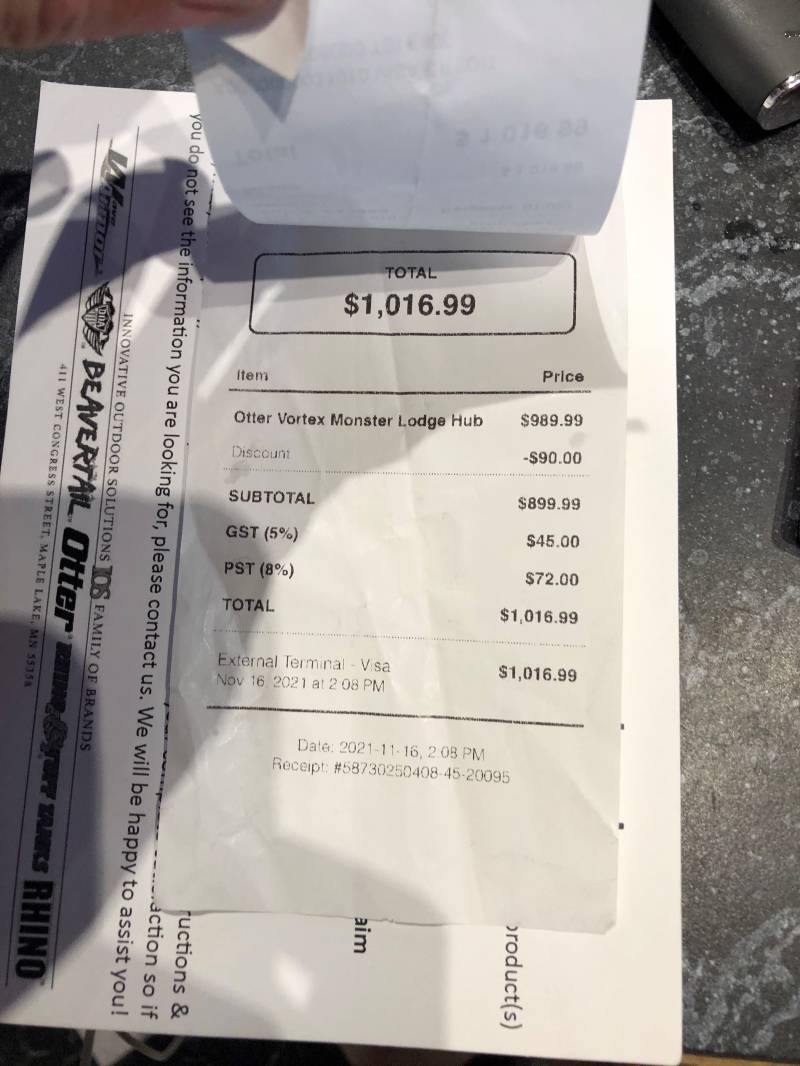 TOTAL
$1,016.99
Item Price
Otter Vortex Monster Lodge Hub $989.99
Discount -$90.00
SUBTOTAL $899.99
GST (5%) $45.00
PST (8%) $72.00
TOTAL $1,016.99
External Terminal - Visa $1,016.99
Nov 16, 2021 at 2:08 PM
Date: 2021-11-16, 2:08 PM
Receipt: #58730250408-45-20095
product(s)
aim
ructions &
action so if
you do not see the information you are looking for, please contact us. We will be happy to assist you!
INNOVATIVE OUTDOOR SOLUTIONS IOS FAMILY OF BRANDS
BEAVERTAIL Otter TANKS RHINO
411 WEST CONGRESS STREET, MAPLE LAKE, MN 55358